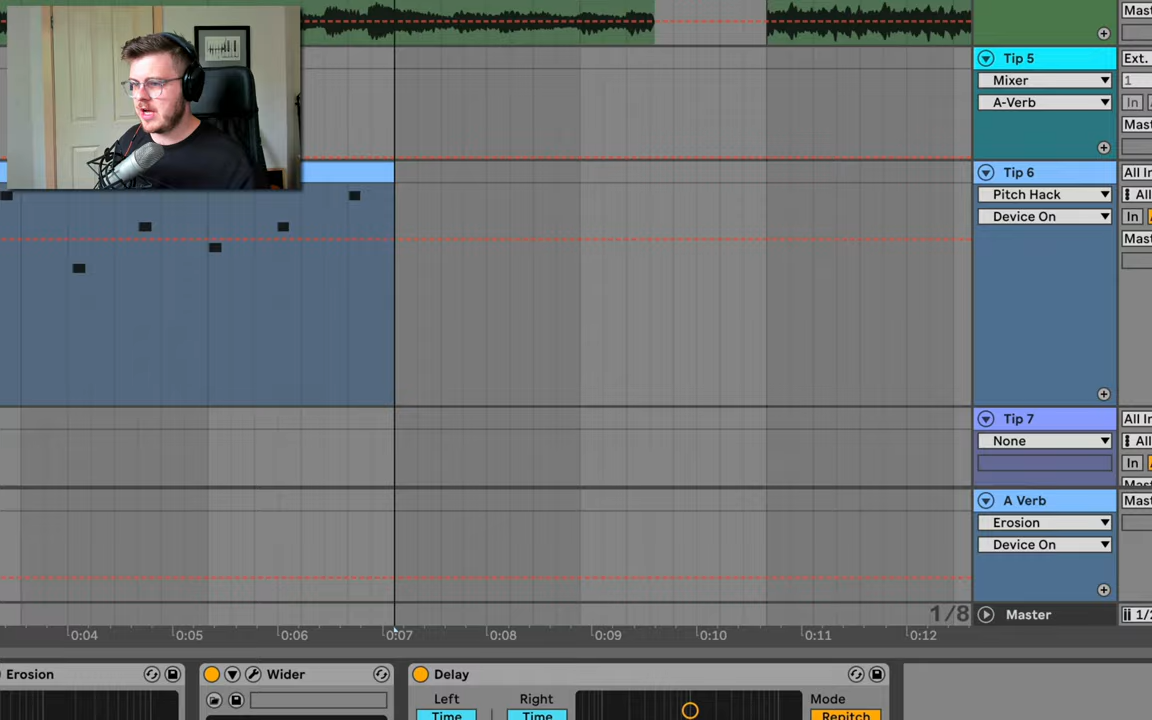 Mast
Tip 5
Ext.
Mixer
1
A-Verb
In
Mast
Tip 6
All In
Pitch Hack
All
Device On
In
Mast
Tip 7
All In
None
All
In
Mast
A Verb
Mast
Erosion
Device On
1/8
Master
1/2
0:04
0:05
0:06
0:07
0:08
0:09
0:10
0:11
0:12
Erosion
Wider
Delay
Left
Right
Mode
Time
Time
Repitch